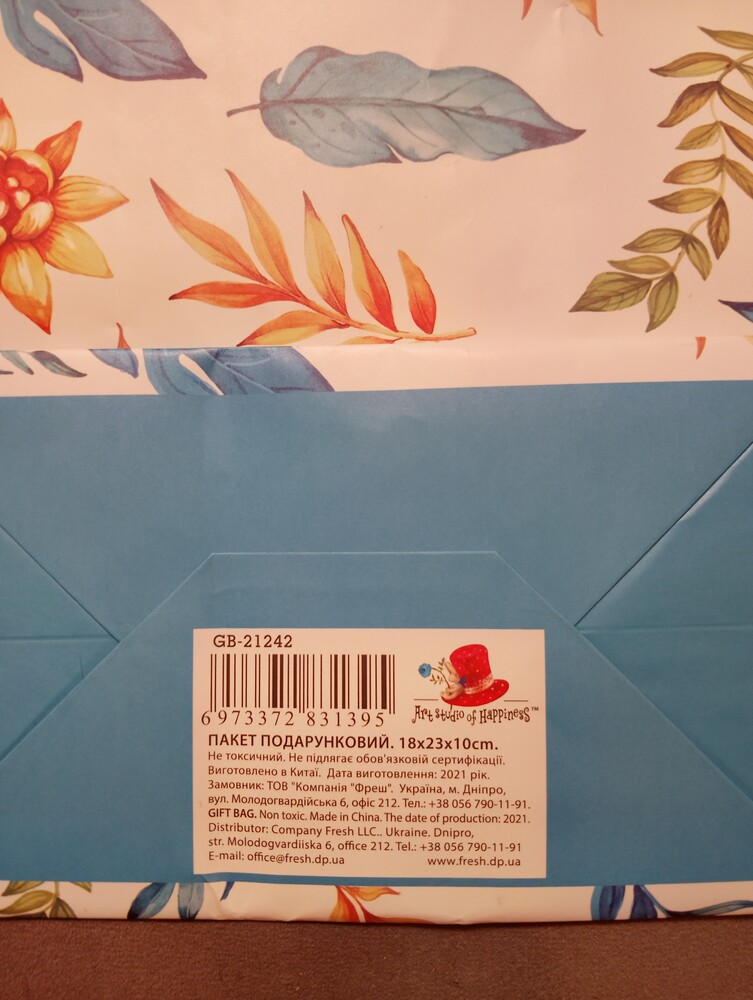 GB-21242
6 973372 831395
Art studio of Happiness™
ПАКЕТ ПОДАРУНКОВИЙ. 18x23x10cm.
Не токсичний. Не підлягає обов'язковій сертифікації.
Виготовлено в Китаї. Дата виготовлення: 2021 рік.
Замовник: ТОВ "Компанія "Фреш". Україна, м. Дніпро,
вул. Молодогвардійська 6, офіс 212. Тел.: +38 056 790-11-91.
GIFT BAG. Non toxic. Made in China. The date of production: 2021.
Distributor: Company Fresh LLC.. Ukraine. Dnipro,
str. Molodogvardiiska 6, office 212. Tel.: +38 056 790-11-91
E-mail: office@fresh.dp.ua www.fresh.dp.ua